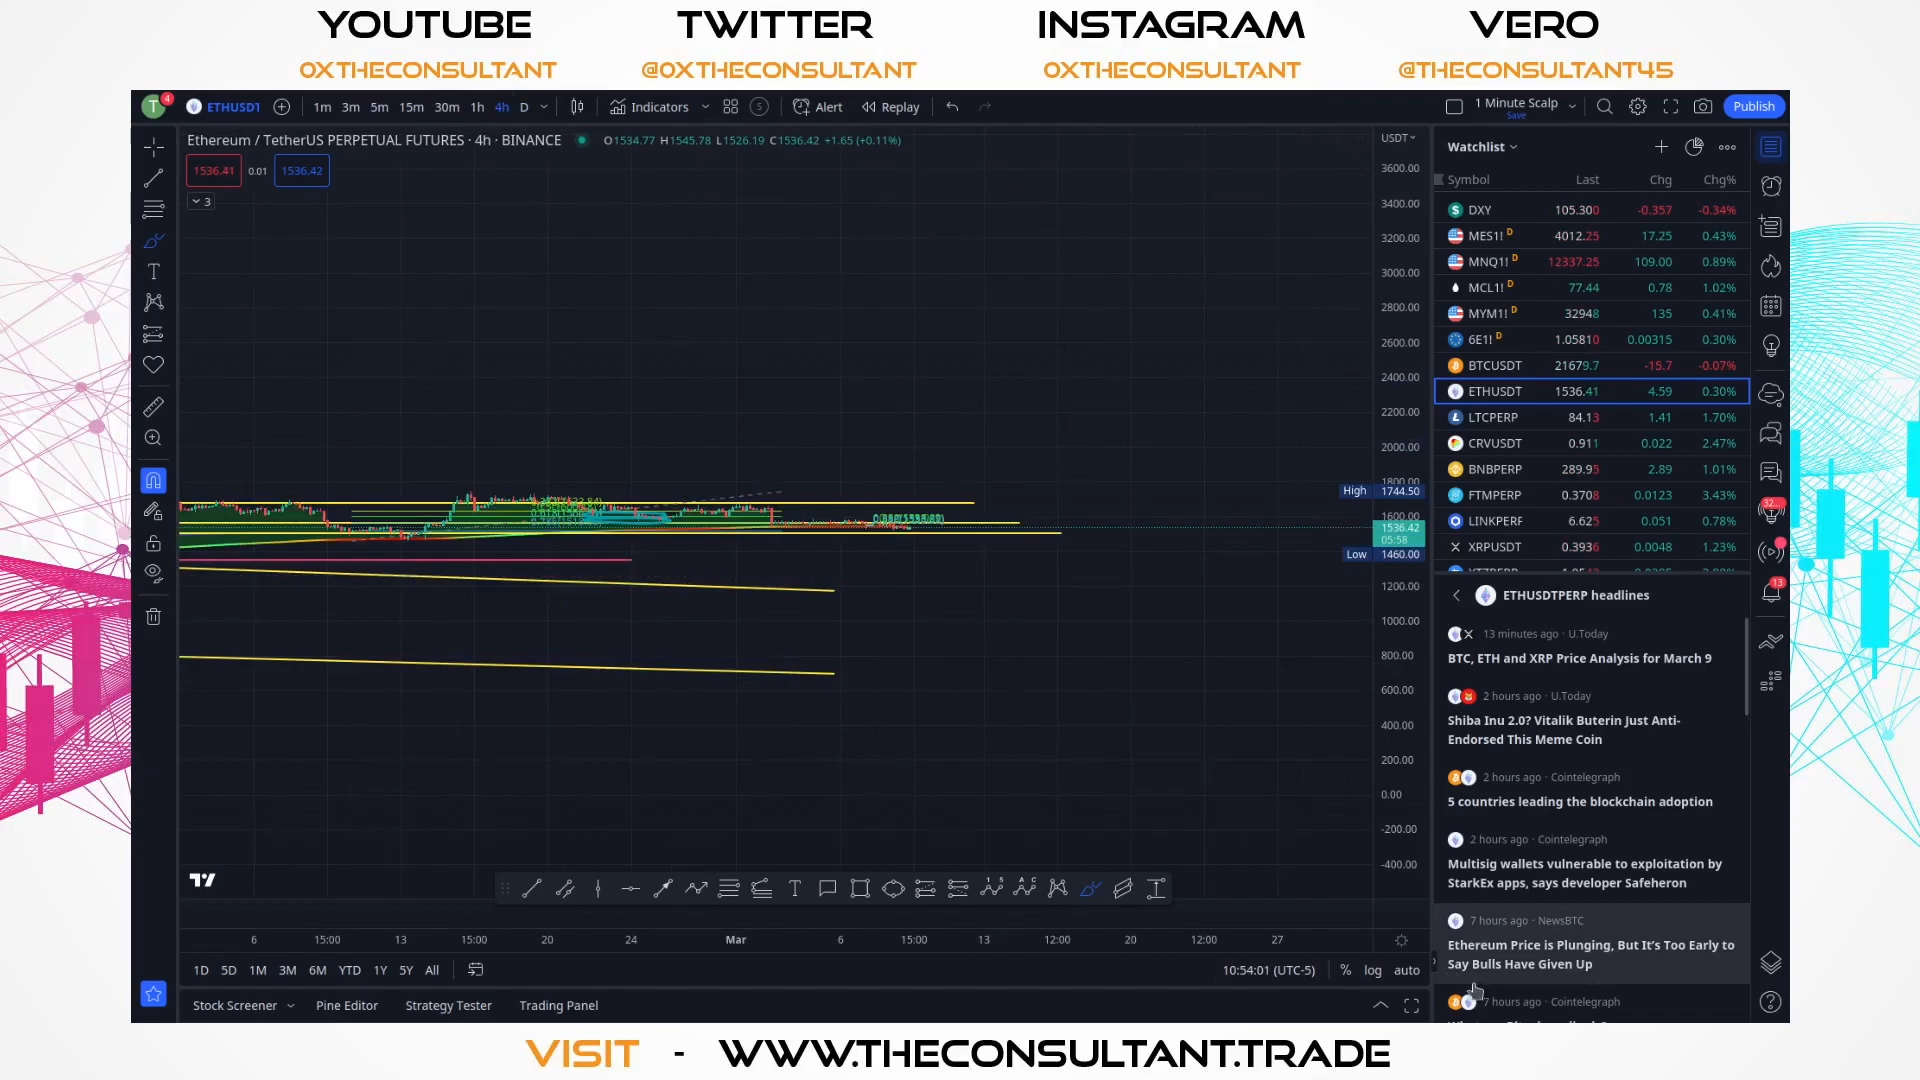 YOUTUBE TWITTER INSTAGRAM VERO
0XTHECONSULTANT @0XTHECONSULTANT 0XTHECONSULTANT @THECONSULTANT45
T 4 ETHUSDT 1m 3m 5m 15m 30m 1h 4h D Indicators S Alert Replay 1 Minute Scalp Save Publish
Ethereum / TetherUS PERPETUAL FUTURES · 4h · BINANCE O1534.77 H1545.78 L1526.19 C1536.42 +1.65 (+0.11%) USDT
1536.41 0.01 1536.42
3
3600.00
3400.00
3200.00
3000.00
2800.00
2600.00
2400.00
2200.00
2000.00
1800.00
High 1744.50
1600.00
1536.42
05:58
Low 1460.00
1200.00
1000.00
800.00
600.00
400.00
200.00
0.00
-200.00
-400.00
6 15:00 13 15:00 20 24 Mar 6 15:00 13 12:00 20 12:00 27
1D 5D 1M 3M 6M YTD 1Y 5Y All 10:54:01 (UTC-5) % log auto
Stock Screener Pine Editor Strategy Tester Trading Panel
Watchlist
Symbol Last Chg Chg%
DXY 105.300 -0.357 -0.34%
MES1! D 4012.25 17.25 0.43%
MNQ1! D 12337.25 109.00 0.89%
MCL1! D 77.44 0.78 1.02%
MYM1! D 32948 135 0.41%
6E1! D 1.05810 0.00315 0.30%
BTCUSDT 21679.7 -15.7 -0.07%
ETHUSDT 1536.41 4.59 0.30%
LTCPERP 84.13 1.41 1.70%
CRVUSDT 0.911 0.022 2.47%
BNBPERP 289.95 2.89 1.01%
FTMPERP 0.3708 0.0123 3.43%
LINKPERP 6.625 0.051 0.78%
XRPUSDT 0.3936 0.0048 1.23%
ETHUSDTPERP headlines
13 minutes ago · U.Today
BTC, ETH and XRP Price Analysis for March 9
2 hours ago · U.Today
Shiba Inu 2.0? Vitalik Buterin Just Anti-
Endorsed This Meme Coin
2 hours ago · Cointelegraph
5 countries leading the blockchain adoption
2 hours ago · Cointelegraph
Multisig wallets vulnerable to exploitation by
StarkEx apps, says developer Safeheron
7 hours ago · NewsBTC
Ethereum Price is Plunging, But It's Too Early to
Say Bulls Have Given Up
7 hours ago · Cointelegraph
13
VISIT - WWW.THECONSULTANT.TRADE